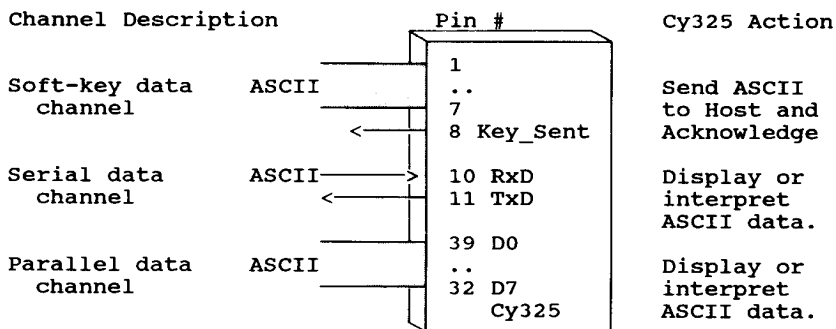 Channel Description Pin # Cy325 Action
1
Soft-key data ASCII .. Send ASCII
channel 7 to Host and
8 Key_Sent Acknowledge
Serial data ASCII 10 RxD Display or
channel 11 TxD interpret
ASCII data.
39 D0
Parallel data ASCII .. Display or
channel 32 D7 interpret
Cy325 ASCII data.